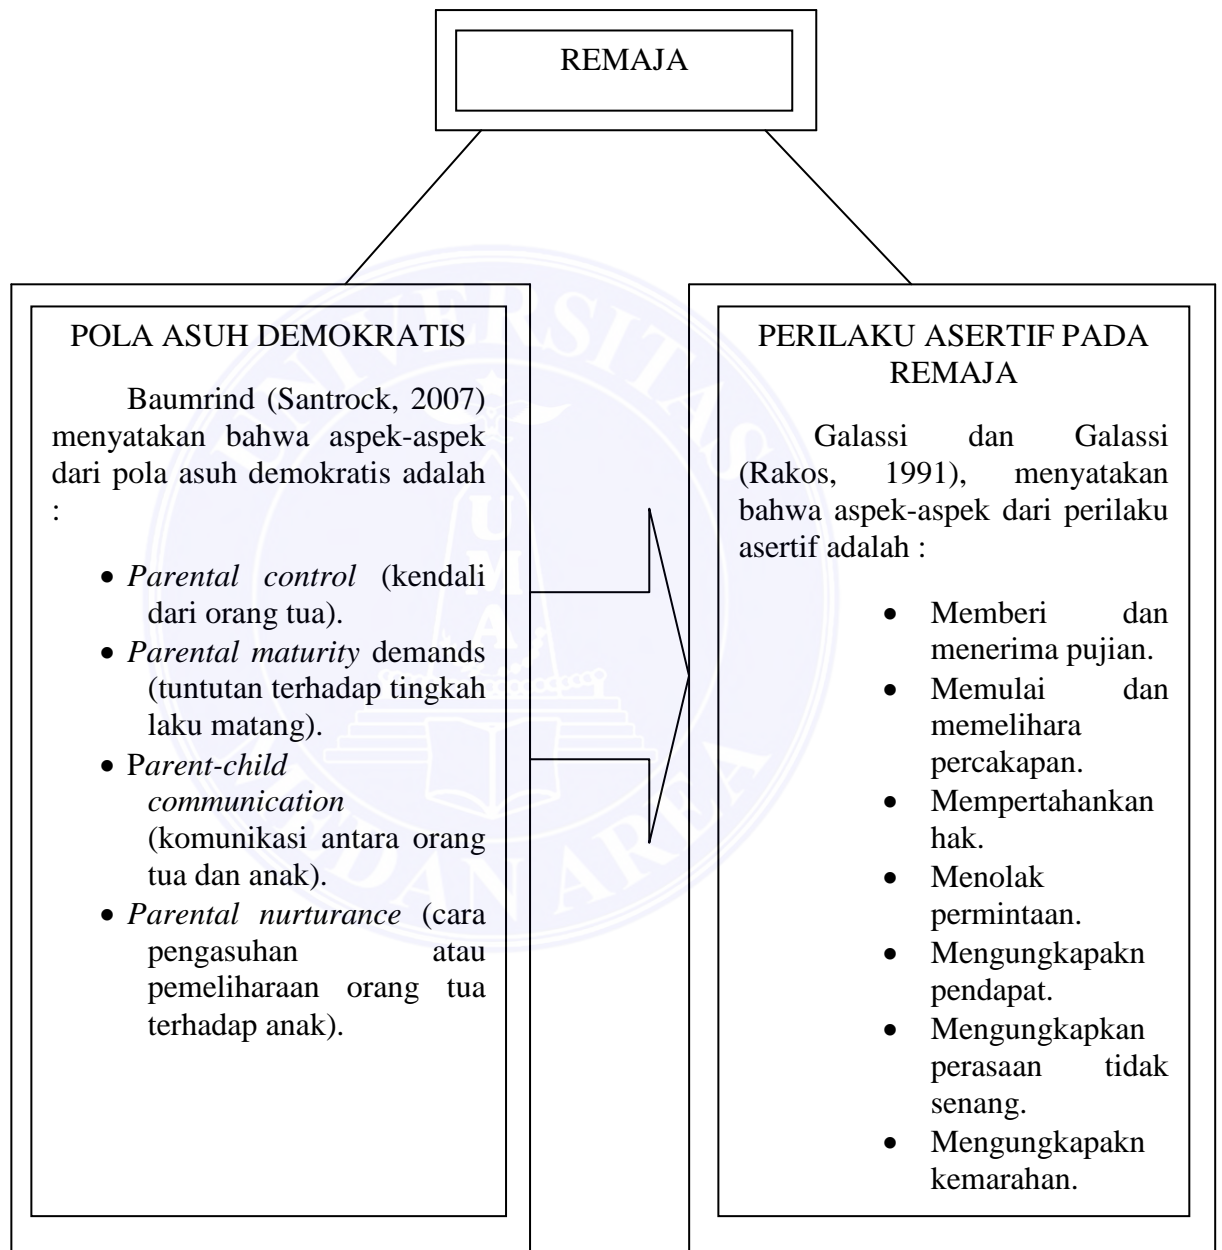 REMAJA
POLA ASUH DEMOKRATIS
Baumrind (Santrock, 2007)
menyatakan bahwa aspek-aspek
dari pola asuh demokratis adalah
:
• Parental control (kendali
dari orang tua).
• Parental maturity demands
(tuntutan terhadap tingkah
laku matang).
• Parent-child
communication
(komunikasi antara orang
tua dan anak).
• Parental nurturance (cara
pengasuhan atau
pemeliharaan orang tua
terhadap anak).
PERILAKU ASERTIF PADA
REMAJA
Galassi dan Galassi
(Rakos, 1991), menyatakan
bahwa aspek-aspek dari perilaku
asertif adalah :
• Memberi dan
menerima pujian.
• Memulai dan
memelihara
percakapan.
• Mempertahankan
hak.
• Menolak
permintaan.
• Mengungkapakn
pendapat.
• Mengungkapkan
perasaan tidak
senang.
• Mengungkapakn
kemarahan.
UNIVERSITAS
UMA
MEDAN AREA